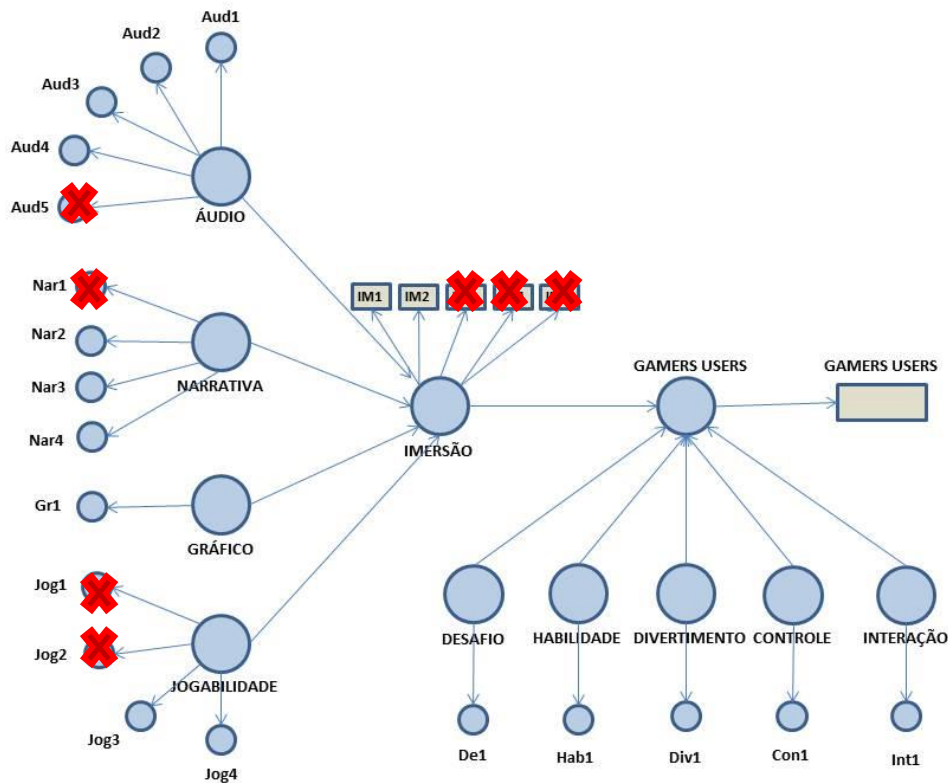 Aud1
Aud2
Aud3
Aud4
Aud5
ÁUDIO
Nar1
Nar2
Nar3
Nar4
NARRATIVA
IM1
IM2
IMERSÃO
GAMERS USERS
GAMERS USERS
Gr1
GRÁFICO
Jog1
Jog2
Jog3
Jog4
JOGABILIDADE
DESAFIO
HABILIDADE
DIVERTIMENTO
CONTROLE
INTERAÇÃO
De1
Hab1
Div1
Con1
Int1